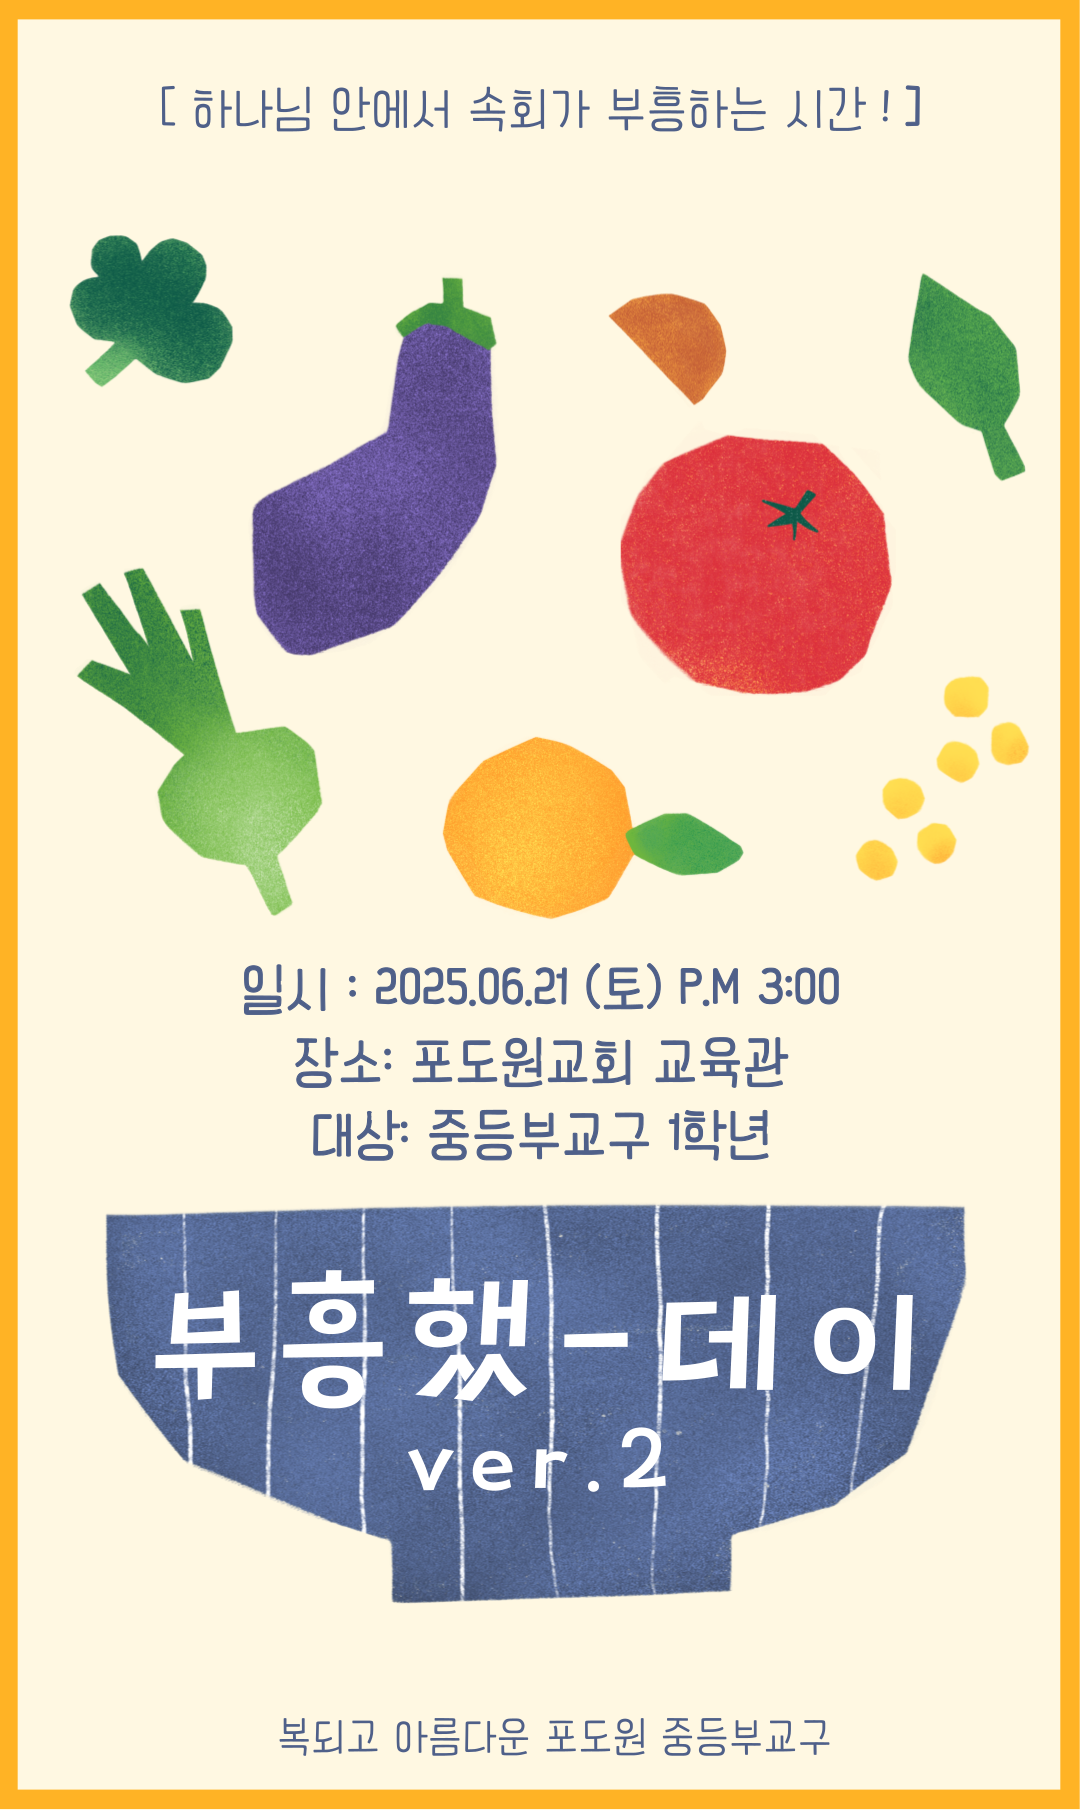 [ 하나님 안에서 속회가 부흥하는 시간 ! ]
일시 : 2025.06.21 (토) P.M 3:00
장소: 포도원교회 교육관
대상: 중등부교구 1학년
부흥했-데이
ver.2
복되고 아름다운 포도원 중등부교구